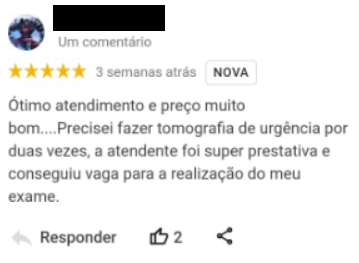 Um comentário
3 semanas atrás NOVA
Ótimo atendimento e preço muito
bom....Precisei fazer tomografia de urgência por
duas vezes, a atendente foi super prestativa e
conseguiu vaga para a realização do meu
exame.
Responder 2